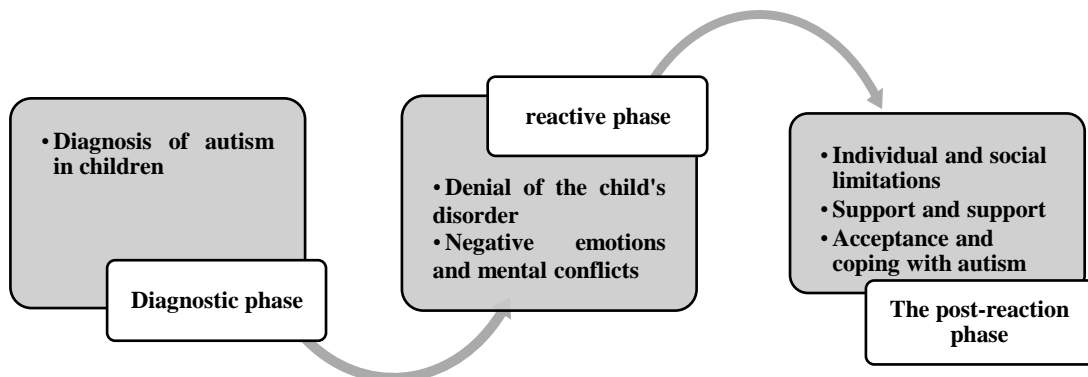 • Diagnosis of autism
in children
Diagnostic phase
reactive phase
• Denial of the child's
disorder
• Negative emotions
and mental conflicts
• Individual and social
limitations
• Support and support
• Acceptance and
coping with autism
The post-reaction
phase